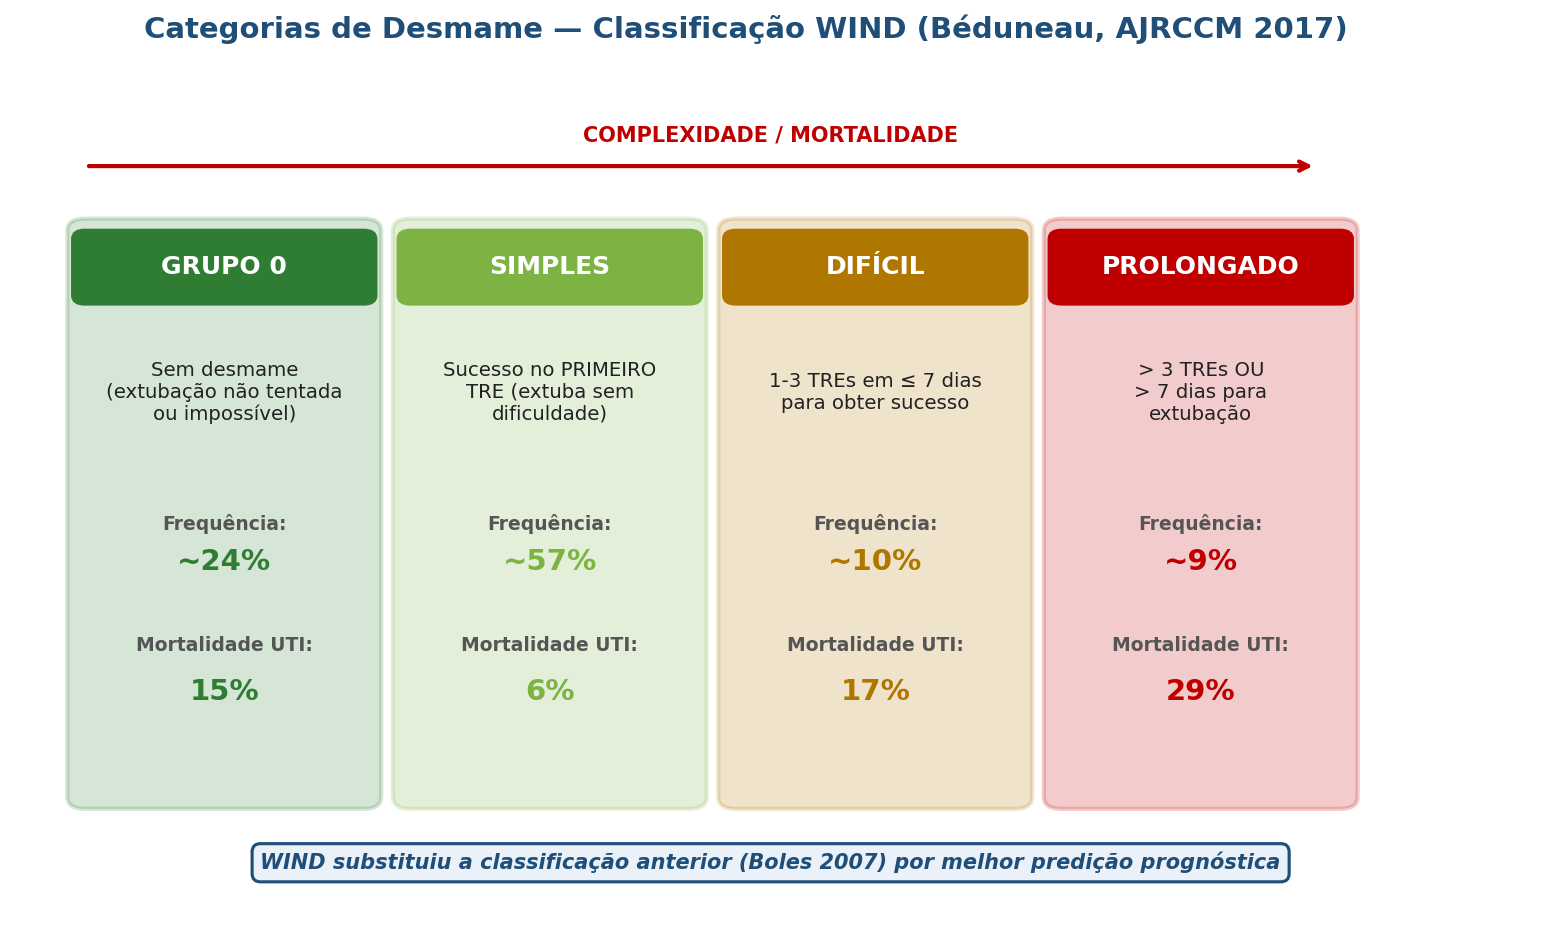 Categorias de Desmame — Classificação WIND (Béduneau, AJRCCM 2017)
COMPLEXIDADE / MORTALIDADE
GRUPO 0
Sem desmame
(extubação não tentada
ou impossível)
Frequência:
~24%
Mortalidade UTI:
15%
SIMPLES
Sucesso no PRIMEIRO
TRE (extuba sem
dificuldade)
Frequência:
~57%
Mortalidade UTI:
6%
DIFÍCIL
1-3 TREs em ≤ 7 dias
para obter sucesso
Frequência:
~10%
Mortalidade UTI:
17%
PROLONGADO
> 3 TREs OU
> 7 dias para
extubação
Frequência:
~9%
Mortalidade UTI:
29%
WIND substituiu a classificação anterior (Boles 2007) por melhor predição prognóstica